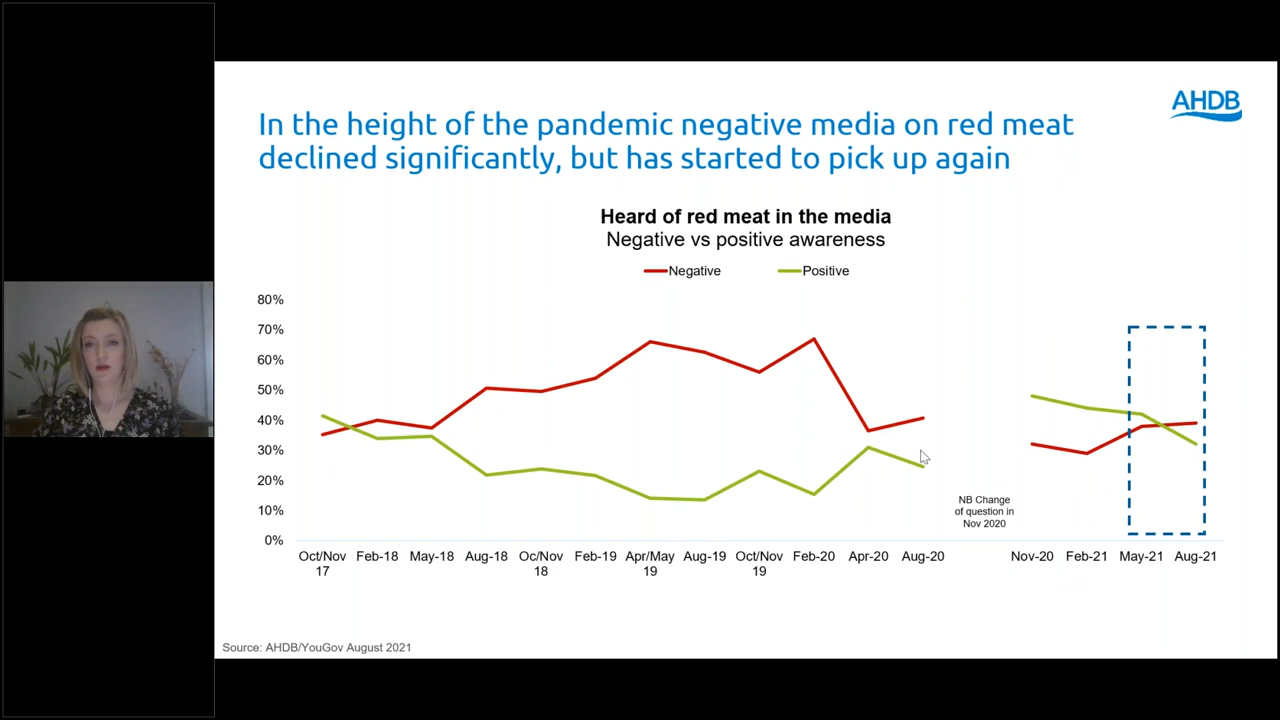 AHDB
In the height of the pandemic negative media on red meat
declined significantly, but has started to pick up again
Heard of red meat in the media
Negative vs positive awareness
Negative Positive
80%
70%
60%
50%
40%
30%
20%
10%
0%
NB Change
of question in
Nov 2020
Oct/Nov Feb-18 May-18 Aug-18 Oc/Nov Feb-19 Apr/May Aug-19 Oct/Nov Feb-20 Apr-20 Aug-20 Nov-20 Feb-21 May-21 Aug-21
17 18 19 19
Source: AHDB/YouGov August 2021